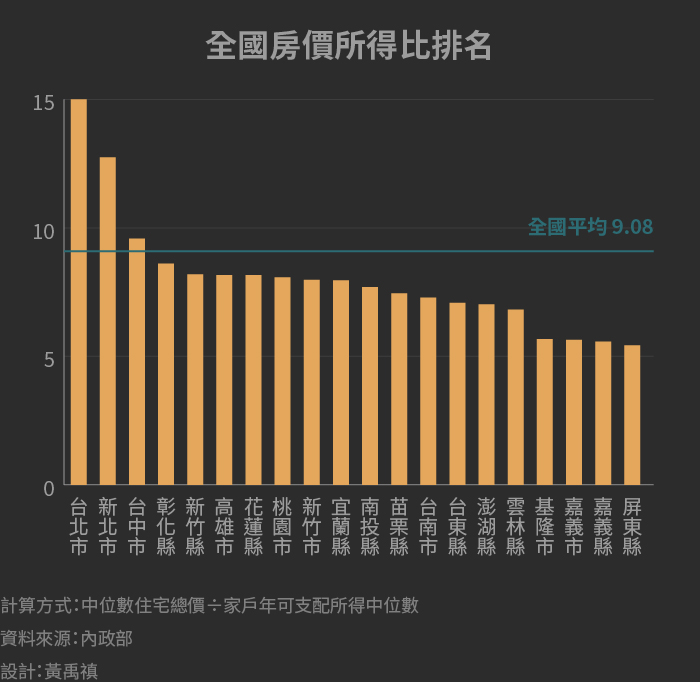 全國房價所得比排名
15
10
5
0
全國平均 9.08
台北市
新北市
台中市
彰化縣
新竹縣
高雄市
花蓮縣
桃園市
新竹市
宜蘭縣
南投縣
苗栗縣
台南市
台東縣
澎湖縣
雲林縣
基隆市
嘉義市
嘉義縣
屏東縣
計算方式：中位數住宅總價÷家戶年可支配所得中位數
資料來源：內政部
設計：黃禹禛